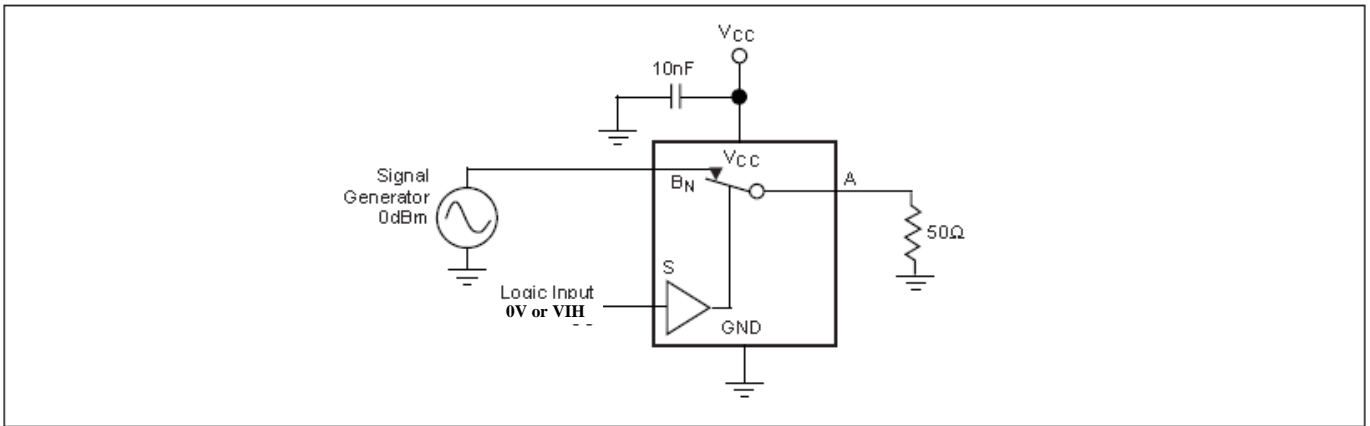 VCC
10nF
VCC
BN
A
Signal
Generator
0dBm
50Ω
S
Logic Input
0V or VIH
GND